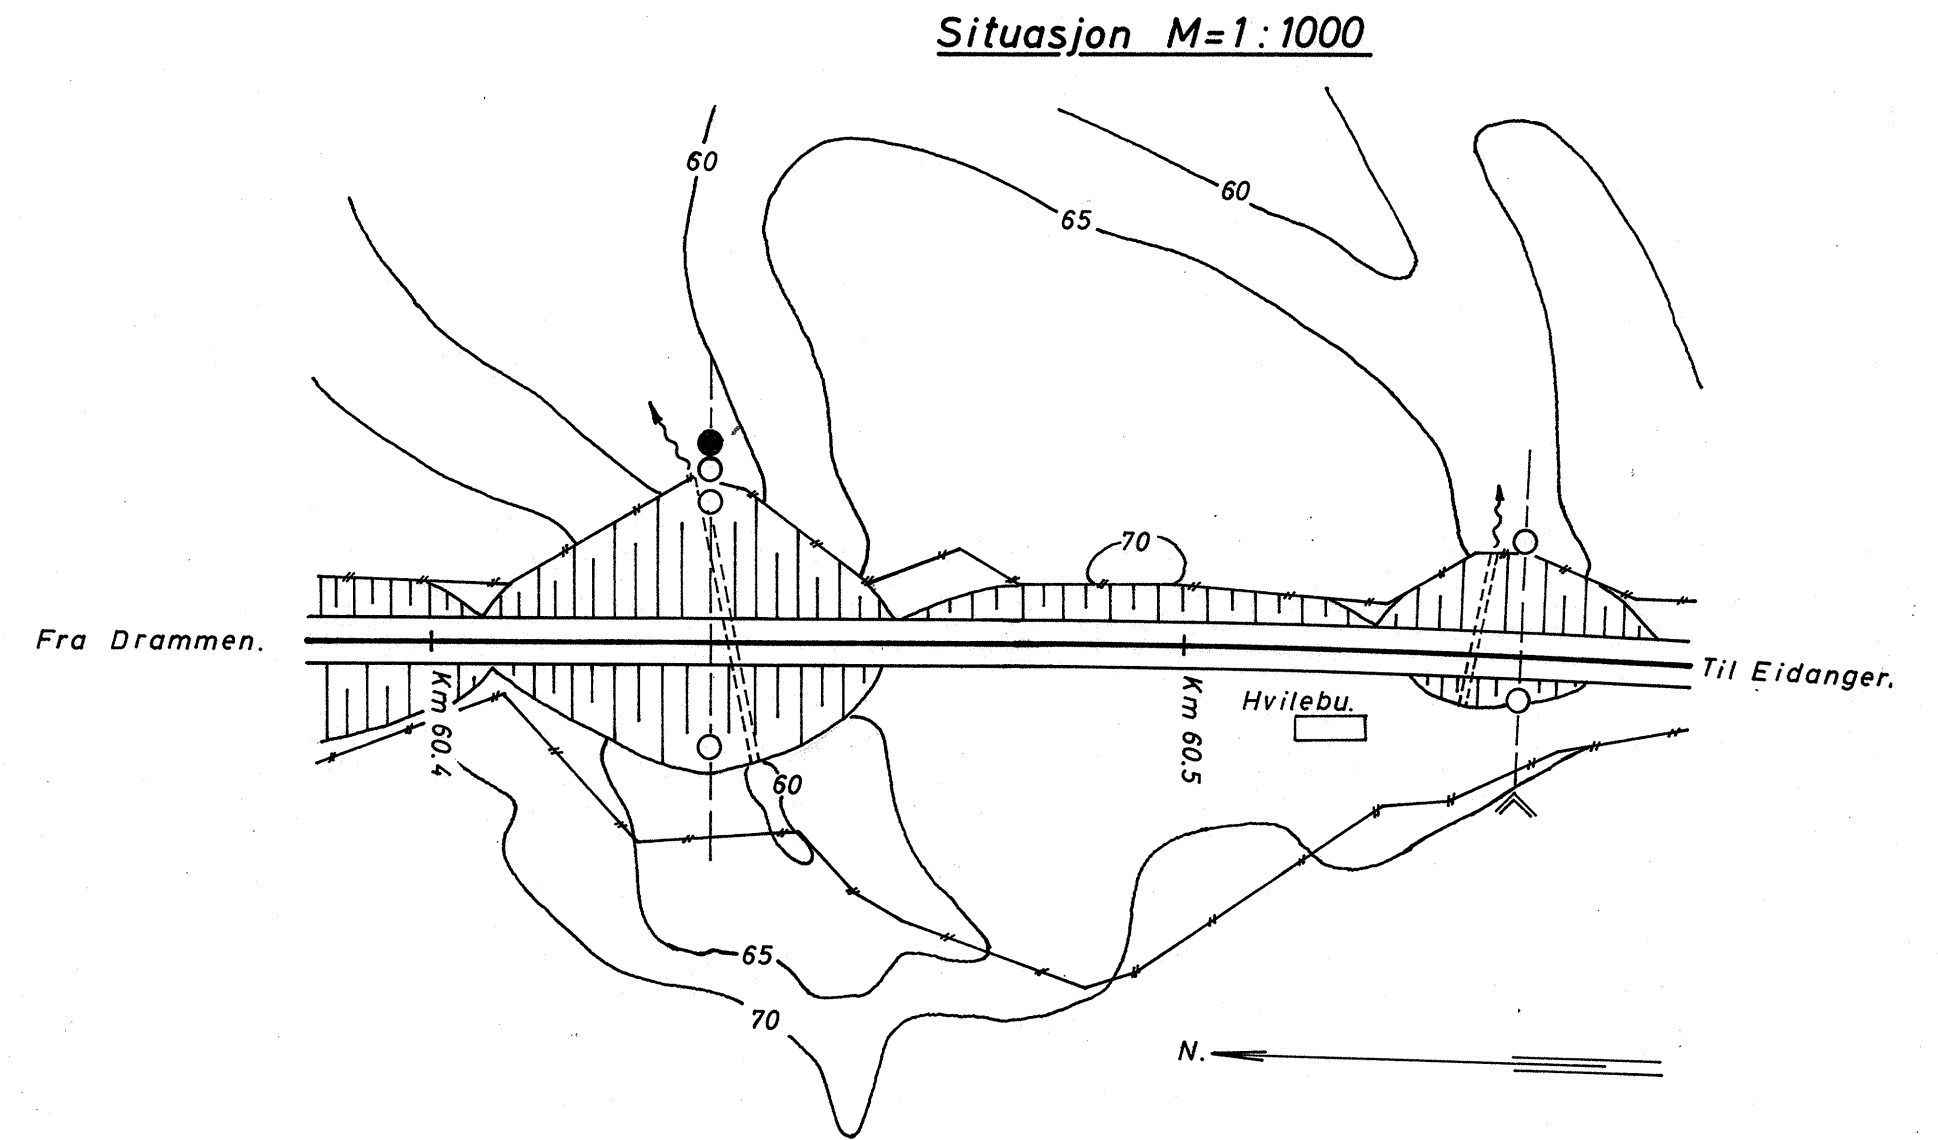 Situasjon M=1:1000
60
60
65
70
Fra Drammen.
Til Eidanger.
Km 60.4
Km 60.5
Hvilebu.
60
65
70
N.